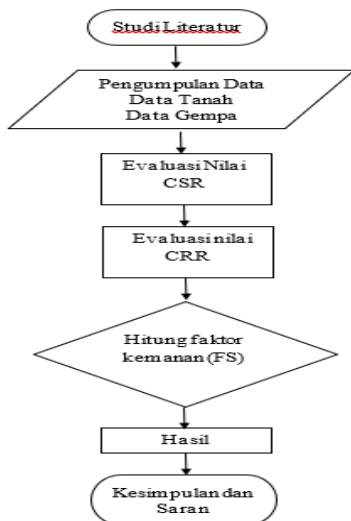 Studi Literatur
Pengumpulan Data
Data Tanah
Data Gempa
Evaluasi Nilai
CSR
Evaluasi nilai
CRR
Hitung faktor
kemanan (FS)
Hasil
Kesimpulan dan
Saran